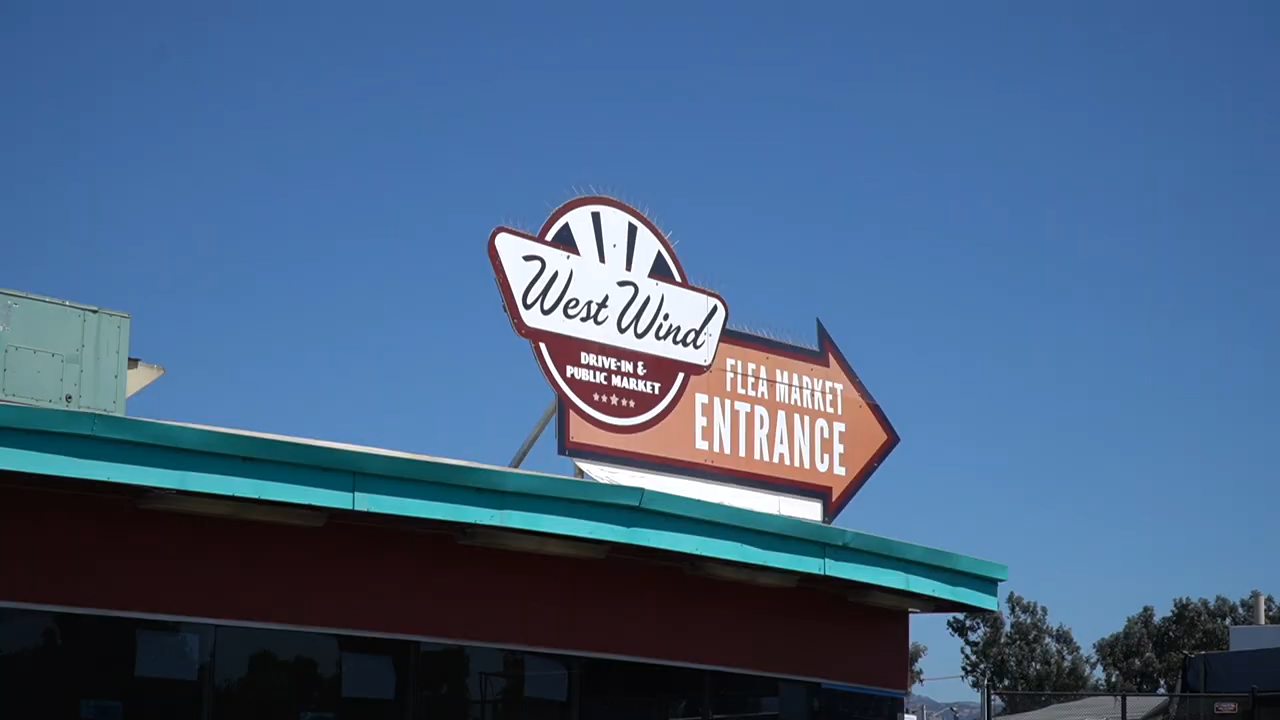 West Wind
DRIVE-IN &
PUBLIC MARKET
FLEA MARKET
ENTRANCE